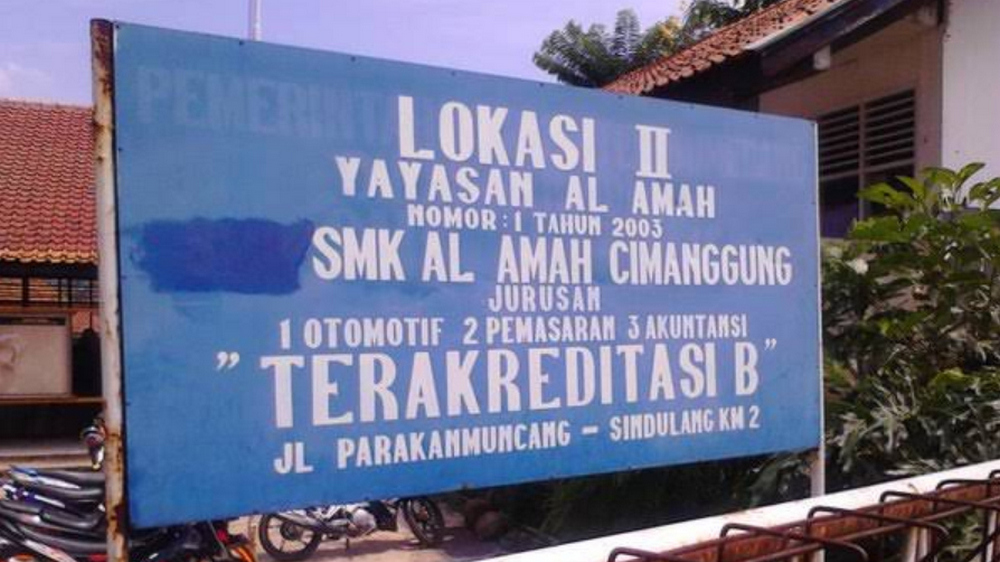 LOKASI II
YAYASAN AL AMAH
NOMOR : 1 TAHUN 2003
SMK AL AMAH CIMANGGUNG
JURUSAN
1 OTOMOTIF 2 PEMASARAN 3 AKUNTANSI
" TERAKREDITASI B "
JL PARAKANMUNCANG - SINDULANG KM 2